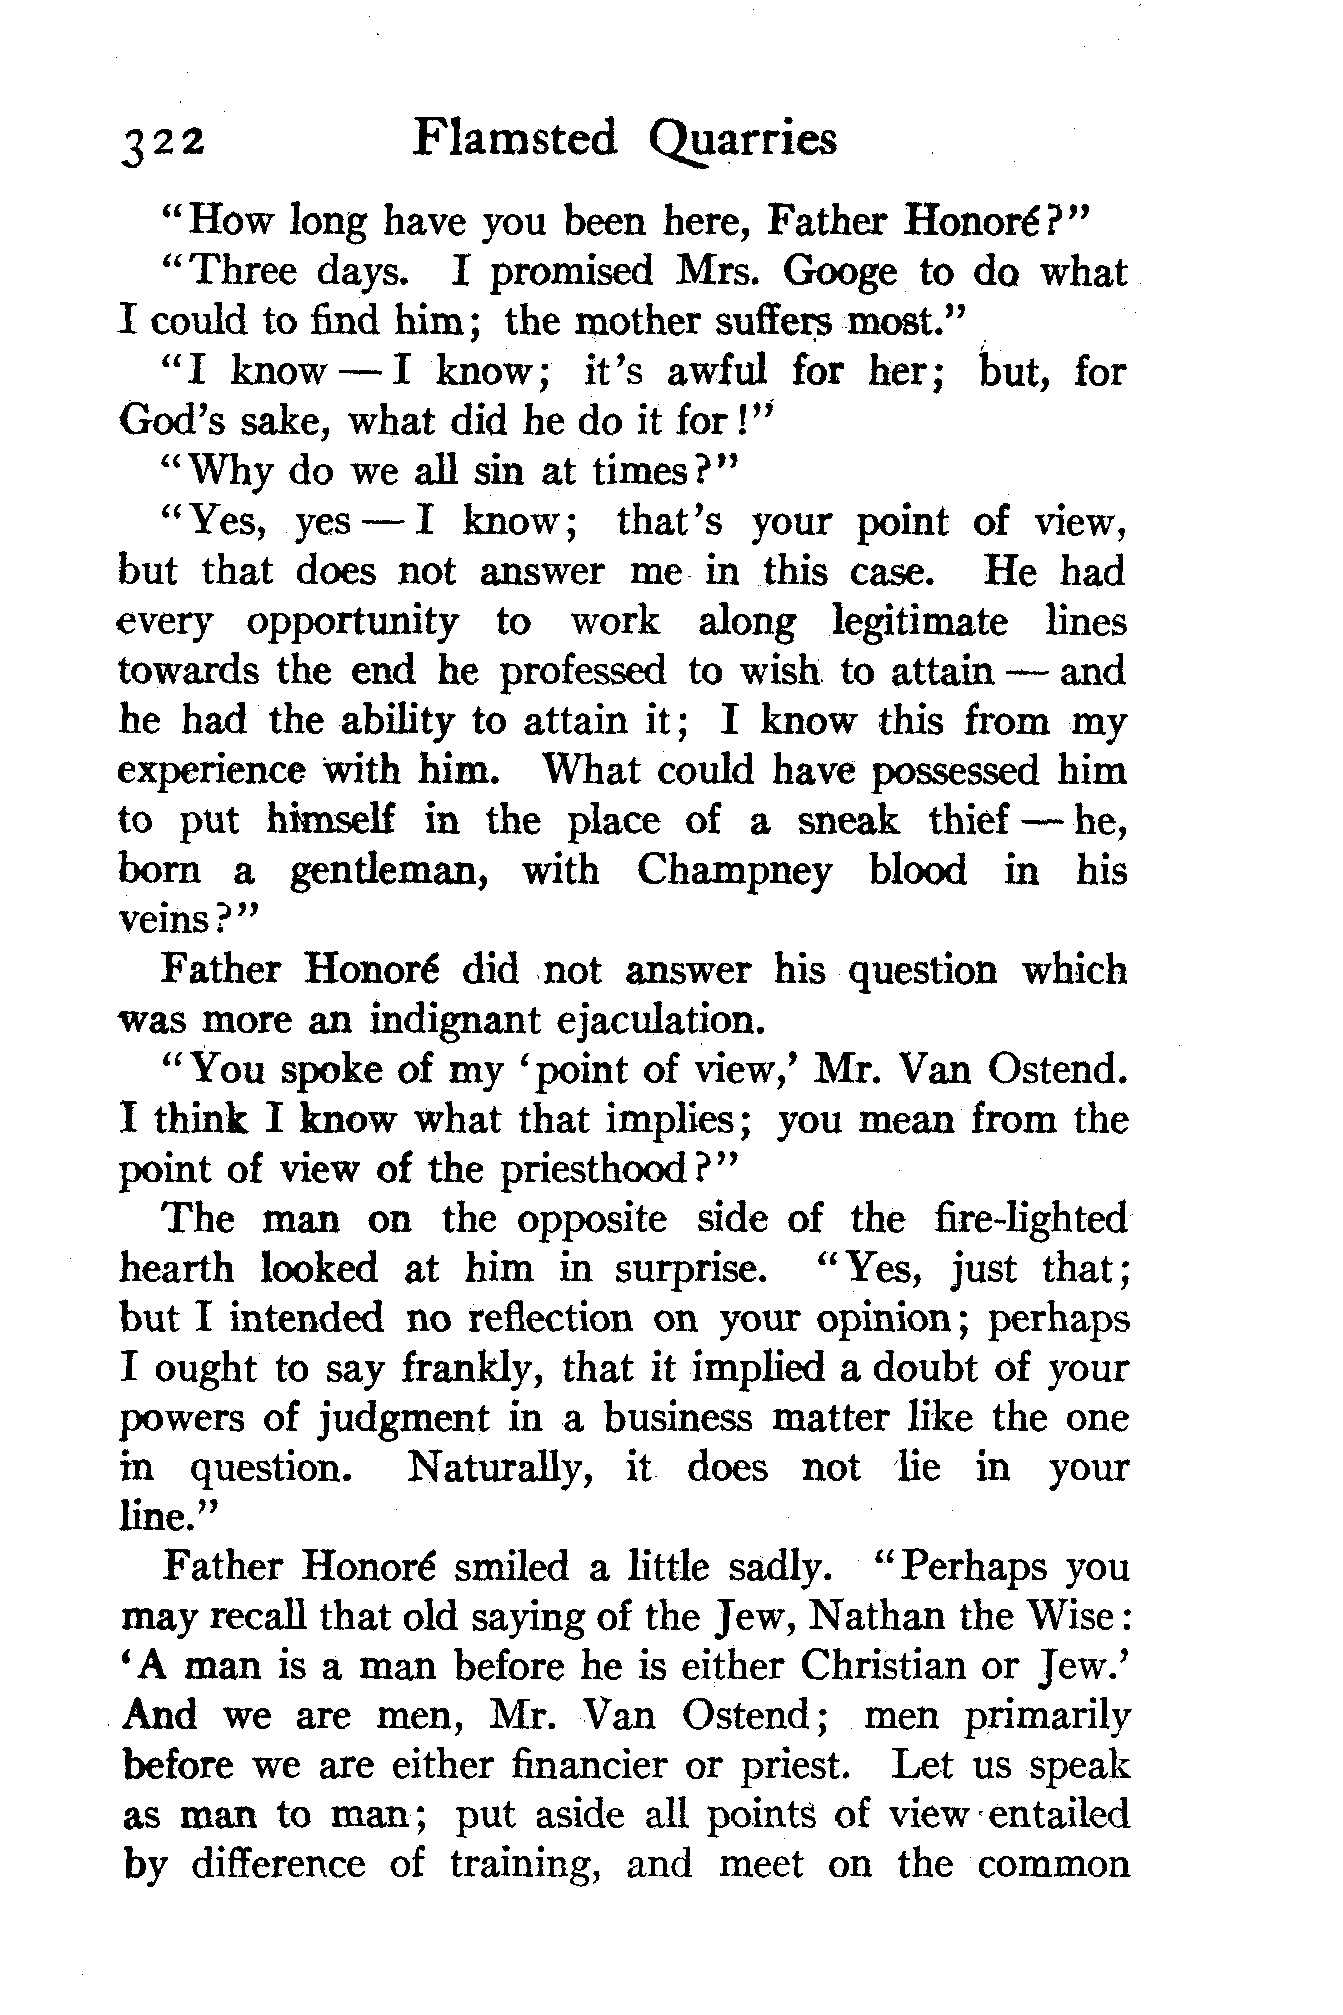 322 Flamsted Quarries
"How long have you been here, Father Honoré?"
"Three days. I promised Mrs. Googe to do what
I could to find him; the mother suffers most."
"I know — I know; it's awful for her; but, for
God's sake, what did he do it for!"
"Why do we all sin at times?"
"Yes, yes — I know; that's your point of view,
but that does not answer me in this case. He had
every opportunity to work along legitimate lines
towards the end he professed to wish to attain — and
he had the ability to attain it; I know this from my
experience with him. What could have possessed him
to put himself in the place of a sneak thief — he,
born a gentleman, with Champney blood in his
veins?"
Father Honoré did not answer his question which
was more an indignant ejaculation.
"You spoke of my 'point of view,' Mr. Van Ostend.
I think I know what that implies; you mean from the
point of view of the priesthood?"
The man on the opposite side of the fire-lighted
hearth looked at him in surprise. "Yes, just that;
but I intended no reflection on your opinion; perhaps
I ought to say frankly, that it implied a doubt of your
powers of judgment in a business matter like the one
in question. Naturally, it does not lie in your
line."
Father Honoré smiled a little sadly. "Perhaps you
may recall that old saying of the Jew, Nathan the Wise:
'A man is a man before he is either Christian or Jew.'
And we are men, Mr. Van Ostend; men primarily
before we are either financier or priest. Let us speak
as man to man; put aside all points of view entailed
by difference of training, and meet on the common